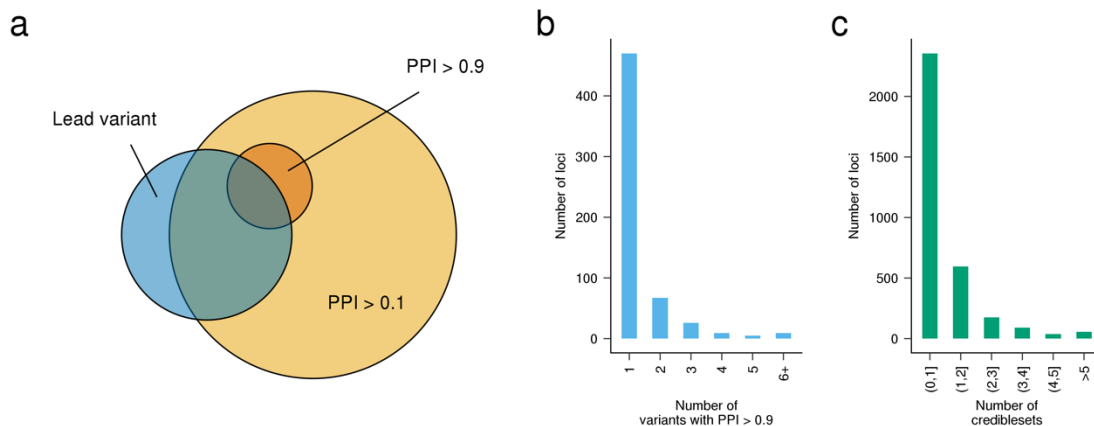 a
Lead variant
PPI > 0.9
PPI > 0.1
b
Number of loci
400
300
200
100
0
1
2
3
4
5
6+
Number of
variants with PPI > 0.9
c
Number of loci
2000
1500
1000
500
0
(0,1]
(1,2]
(2,3]
(3,4]
(4,5]
>5
Number of
crediblesets